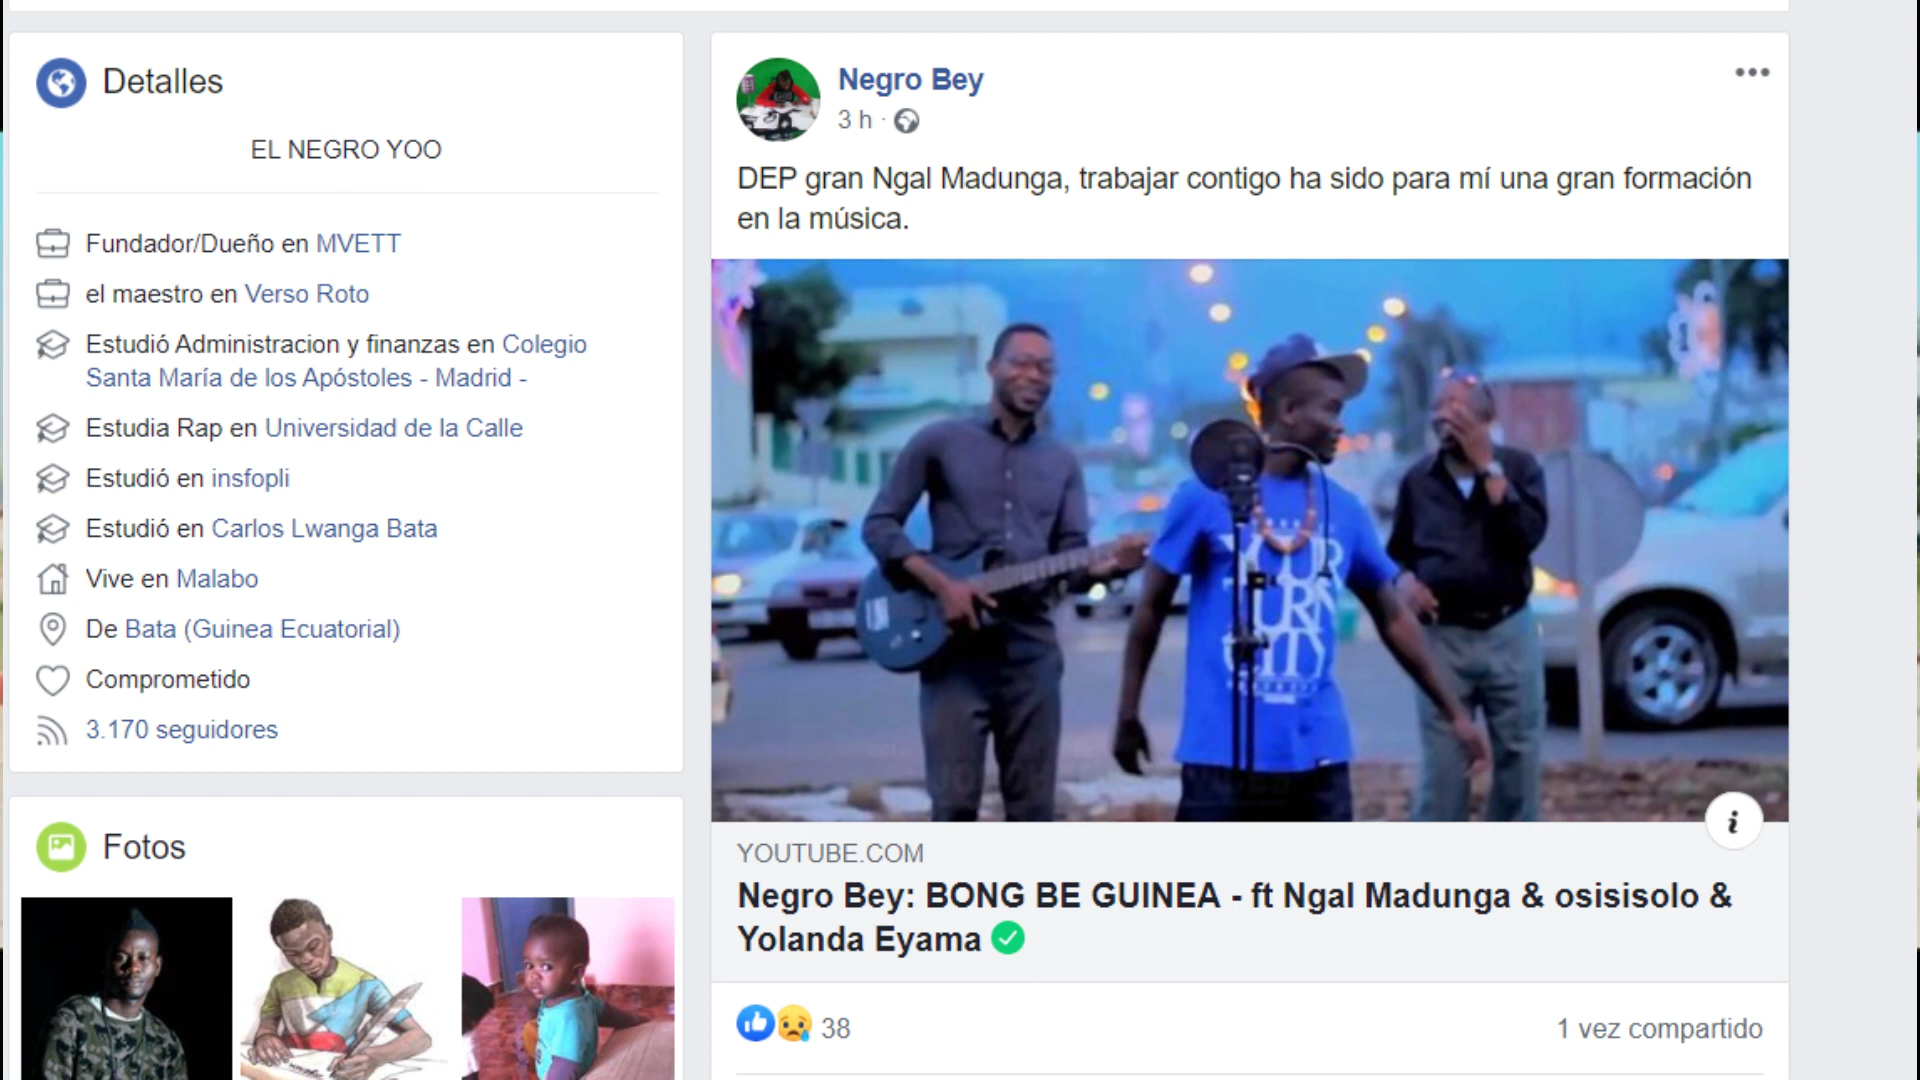 Detalles
EL NEGRO YOO
Fundador/Dueño en MVETT
el maestro en Verso Roto
Estudió Administracion y finanzas en Colegio
Santa María de los Apóstoles - Madrid -
Estudia Rap en Universidad de la Calle
Estudió en insfopli
Estudió en Carlos Lwanga Bata
Vive en Malabo
De Bata (Guinea Ecuatorial)
Comprometido
3.170 seguidores
Fotos
Negro Bey
3 h ·
DEP gran Ngal Madunga, trabajar contigo ha sido para mí una gran formación
en la música.
YOUR
TURN
CITY
YOUTUBE.COM
Negro Bey: BONG BE GUINEA - ft Ngal Madunga & osisisolo &
Yolanda Eyama
38
1 vez compartido